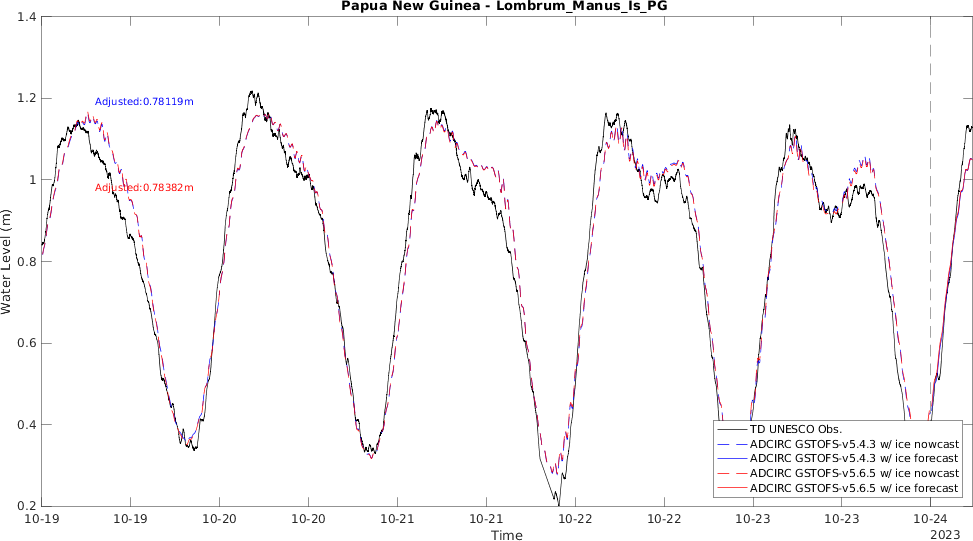 Papua New Guinea - Lombrum_Manus_Is_PG
1.4
1.2
1
0.8
0.6
0.4
0.2
Water Level (m)
Adjusted:0.78119m
Adjusted:0.78382m
TD UNESCO Obs.
ADCIRC GSTOFS-v5.4.3 w/ ice nowcast
ADCIRC GSTOFS-v5.4.3 w/ ice forecast
ADCIRC GSTOFS-v5.6.5 w/ ice nowcast
ADCIRC GSTOFS-v5.6.5 w/ ice forecast
10-19 10-19 10-20 10-20 10-21 10-21 10-22 10-22 10-23 10-23 10-24
Time
2023